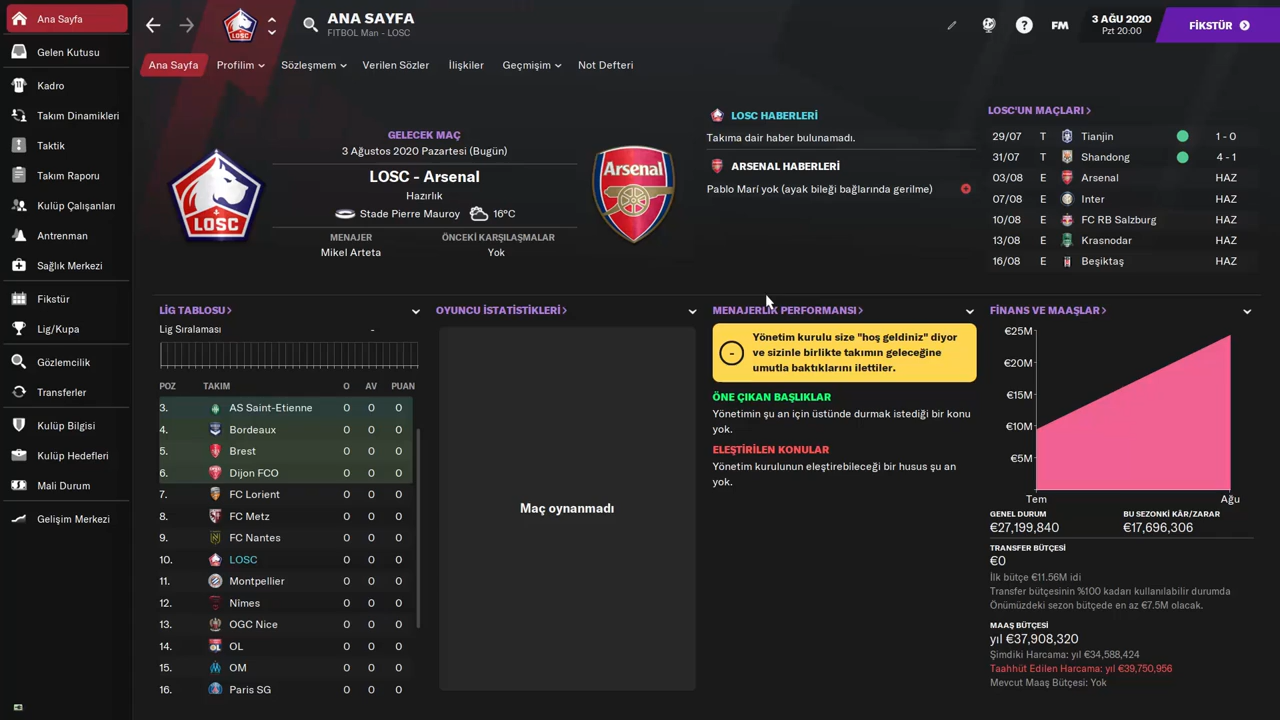 Ana Sayfa
Gelen Kutusu
Kadro
Takım Dinamikleri
Taktik
Takım Raporu
Kulüp Çalışanları
Antrenman
Sağlık Merkezi
Fikstür
Lig/Kupa
Gözlemcilik
Transferler
Kulüp Bilgisi
Kulüp Hedefleri
Mali Durum
Gelişim Merkezi
LOSC
ANA SAYFA
FITBOL Man - LOSC
?
FM
3 AĞU 2020
Pzt 20:00
FİKSTÜR
Ana Sayfa
Profilim
Sözleşmem
Verilen Sözler
İlişkiler
Geçmişim
Not Defteri
GELECEK MAÇ
3 Ağustos 2020 Pazartesi (Bugün)
LOSC - Arsenal
Hazırlık
Stade Pierre Mauroy 16°C
MENAJER
Mikel Arteta
ÖNCEKİ KARŞILAŞMALAR
Yok
LOSC
Arsenal
LOSC HABERLERİ
Takıma dair haber bulunamadı.
ARSENAL HABERLERİ
Pablo Marí yok (ayak bileği bağlarında gerilme)
LOSC'UN MAÇLARI
29/07 T Tianjin 1 - 0
31/07 T Shandong 4 - 1
03/08 E Arsenal HAZ
07/08 E Inter HAZ
10/08 E FC RB Salzburg HAZ
13/08 E Krasnodar HAZ
16/08 E Beşiktaş HAZ
LİG TABLOSU
Lig Sıralaması -
POZ TAKIM O AV PUAN
3. AS Saint-Etienne 0 0 0
4. Bordeaux 0 0 0
5. Brest 0 0 0
6. Dijon FCO 0 0 0
7. FC Lorient 0 0 0
8. FC Metz 0 0 0
9. FC Nantes 0 0 0
10. LOSC 0 0 0
11. Montpellier 0 0 0
12. Nîmes 0 0 0
13. OGC Nice 0 0 0
14. OL 0 0 0
15. OM 0 0 0
16. Paris SG 0 0 0
OYUNCU İSTATİSTİKLERİ
Maç oynanmadı
MENAJERLİK PERFORMANSI
-
Yönetim kurulu size "hoş geldiniz" diyor
ve sizinle birlikte takımın geleceğine
umutla baktıklarını ilettiler.
ÖNE ÇIKAN BAŞLIKLAR
Yönetimin şu an için üstünde durmak istediği bir konu
yok.
ELEŞTİRİLEN KONULAR
Yönetim kurulunun eleştirebileceği bir husus şu an
yok.
FİNANS VE MAAŞLAR
€25M
€20M
€15M
€10M
€5M
Tem Ağu
GENEL DURUM
€27,199,840
BU SEZONKİ KÂR/ZARAR
€17,696,306
TRANSFER BÜTÇESİ
€0
İlk bütçe €11.56M idi
Transfer bütçesinin %100 kadarı kullanılabilir durumda
Önümüzdeki sezon bütçede en az €7.5M olacak.
MAAŞ BÜTÇESİ
yıl €37,908,320
Şimdiki Harcama: yıl €34,588,424
Taahhüt Edilen Harcama: yıl €39,750,956
Mevcut Maaş Bütçesi: Yok